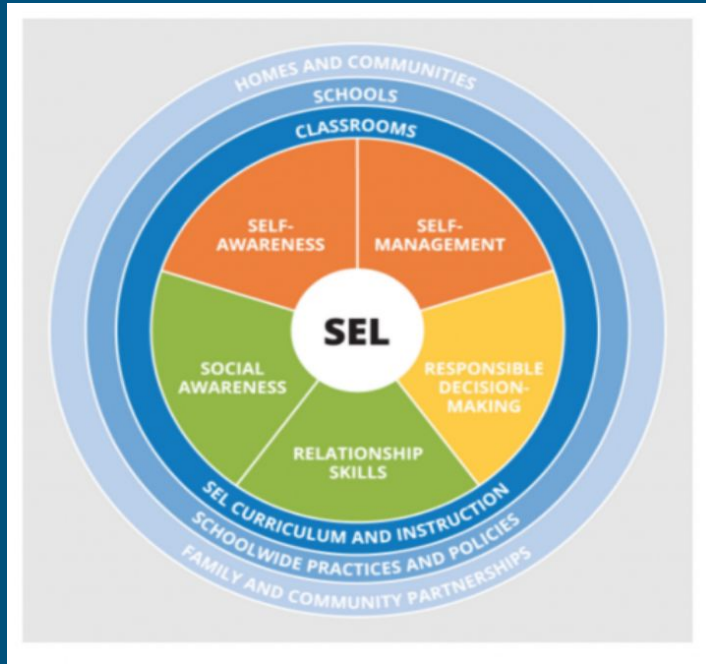 HOMES AND COMMUNITIES
SCHOOLS
CLASSROOMS
SELF-
AWARENESS
SELF-
MANAGEMENT
SEL
SOCIAL
AWARENESS
RESPONSIBLE
DECISION-
MAKING
RELATIONSHIP
SKILLS
SEL CURRICULUM AND INSTRUCTION
SCHOOLWIDE PRACTICES AND POLICIES
FAMILY AND COMMUNITY PARTNERSHIPS